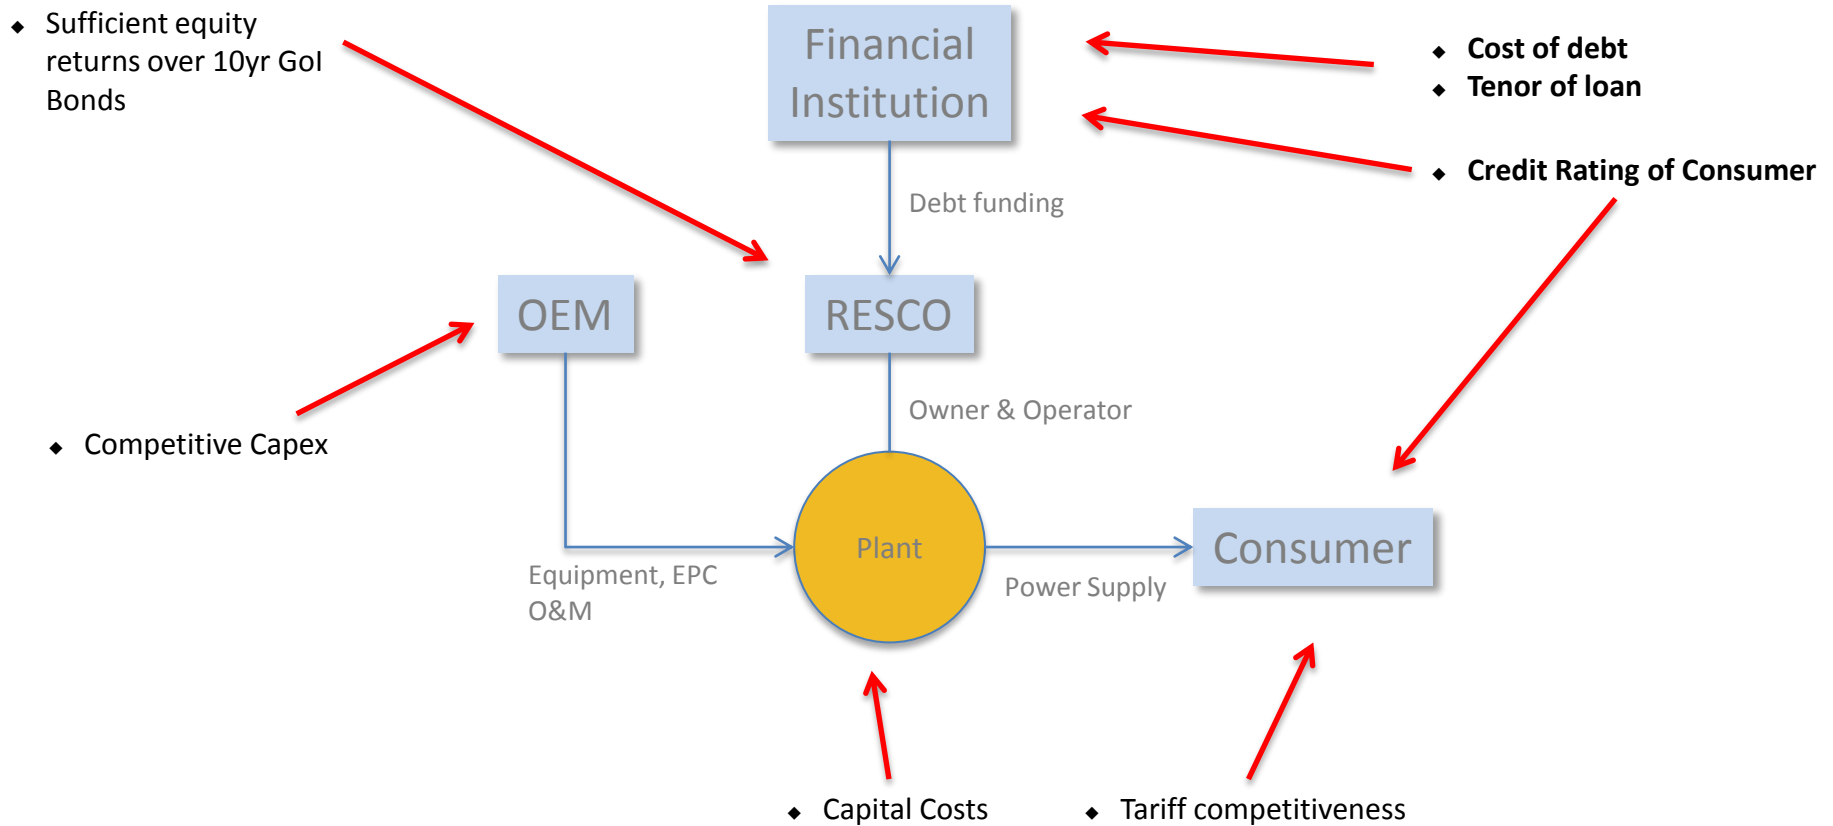 ◆ Sufficient equity
returns over 10yr GoI
Bonds
Financial
Institution
◆ Cost of debt
◆ Tenor of loan
◆ Credit Rating of Consumer
Debt funding
OEM
RESCO
Owner & Operator
◆ Competitive Capex
Plant
Consumer
Equipment, EPC
O&M
Power Supply
◆ Capital Costs
◆ Tariff competitiveness